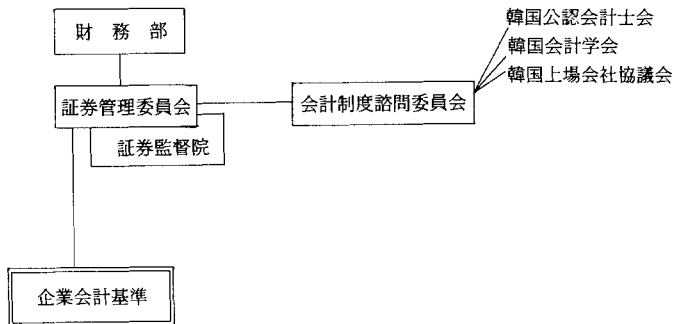 財務部
韓国公認会計士会
韓国会計学会
韓国上場会社協議会
証券管理委員会
会計制度諮問委員会
証券監督院
企業会計基準